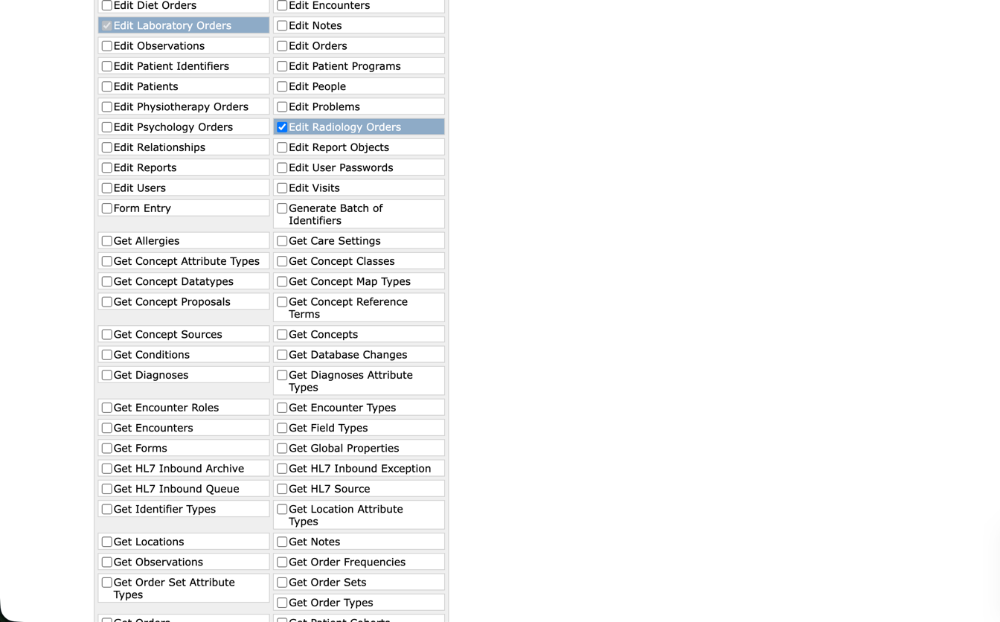 Edit Diet Orders
Edit Encounters
Edit Laboratory Orders
Edit Notes
Edit Observations
Edit Orders
Edit Patient Identifiers
Edit Patient Programs
Edit Patients
Edit People
Edit Physiotherapy Orders
Edit Problems
Edit Psychology Orders
Edit Radiology Orders
Edit Relationships
Edit Report Objects
Edit Reports
Edit User Passwords
Edit Users
Edit Visits
Form Entry
Generate Batch of
Identifiers
Get Allergies
Get Care Settings
Get Concept Attribute Types
Get Concept Classes
Get Concept Datatypes
Get Concept Map Types
Get Concept Proposals
Get Concept Reference
Terms
Get Concept Sources
Get Concepts
Get Conditions
Get Database Changes
Get Diagnoses
Get Diagnoses Attribute
Types
Get Encounter Roles
Get Encounter Types
Get Encounters
Get Field Types
Get Forms
Get Global Properties
Get HL7 Inbound Archive
Get HL7 Inbound Exception
Get HL7 Inbound Queue
Get HL7 Source
Get Identifier Types
Get Location Attribute
Types
Get Locations
Get Notes
Get Observations
Get Order Frequencies
Get Order Set Attribute
Types
Get Order Sets
Get Order Types
Get Orders
Get Patient Cohorts